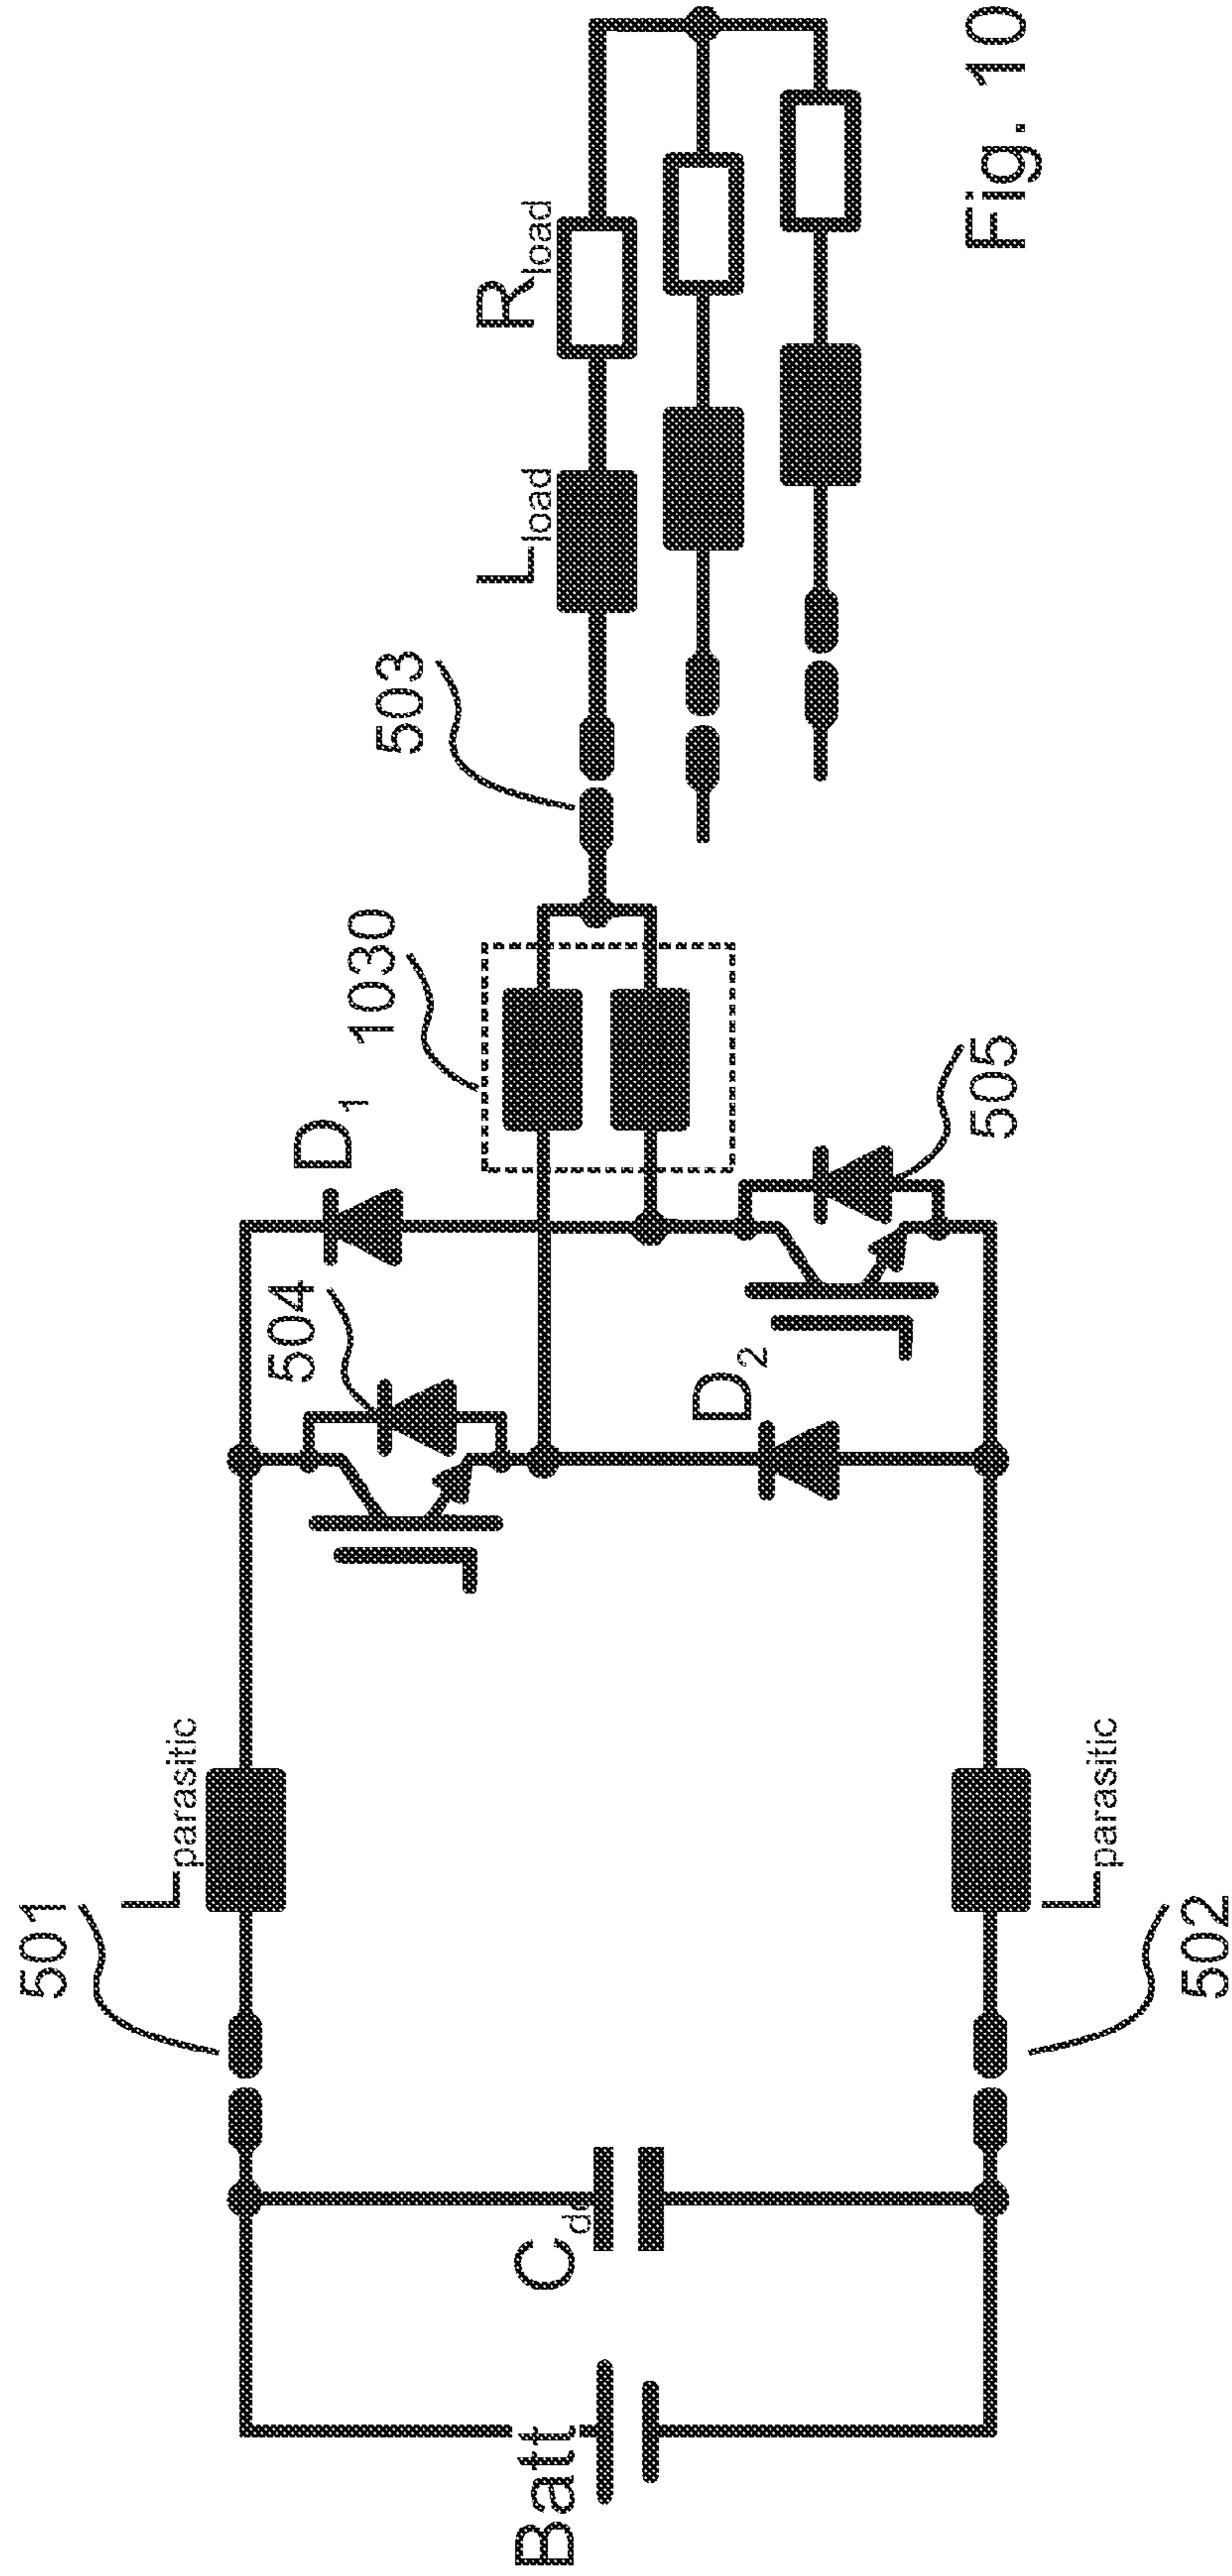 Batt
C_dc
501
L_parasitic
502
L_parasitic
504
D_1
D_2
505
1030
503
L_load
R_load
Fig. 10